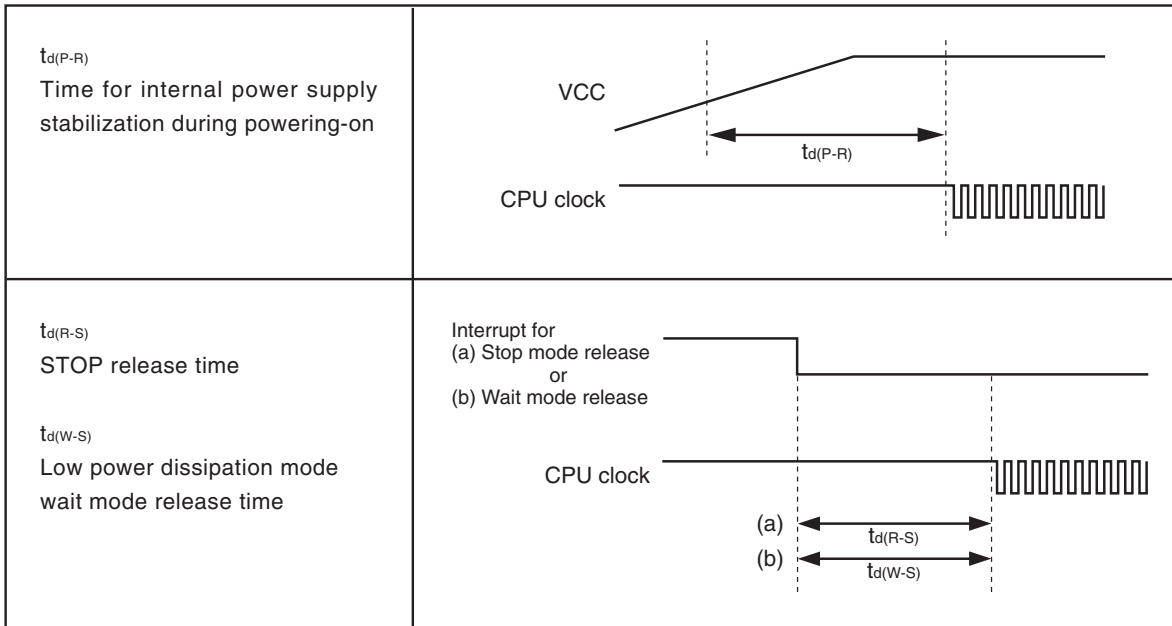 td(P-R)
Time for internal power supply
stabilization during powering-on
VCC
td(P-R)
CPU clock
td(R-S)
STOP release time
td(W-S)
Low power dissipation mode
wait mode release time
Interrupt for
(a) Stop mode release
or
(b) Wait mode release
CPU clock
(a)
td(R-S)
(b)
td(W-S)